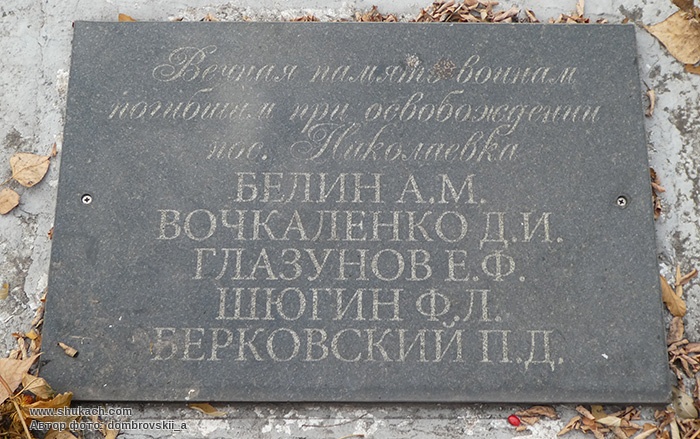 Вечная память воинам
погибшим при освобождении
пос. Николаевка
БЕЛИН А.М.
ВОЧКАЛЕНКО Д.И.
ГЛАЗУНОВ Е.Ф.
ШЮГИН Ф.Л.
БЕРКОВСКИЙ П.Д.
www.shukach.com
Автор фото: dombrovskii_a